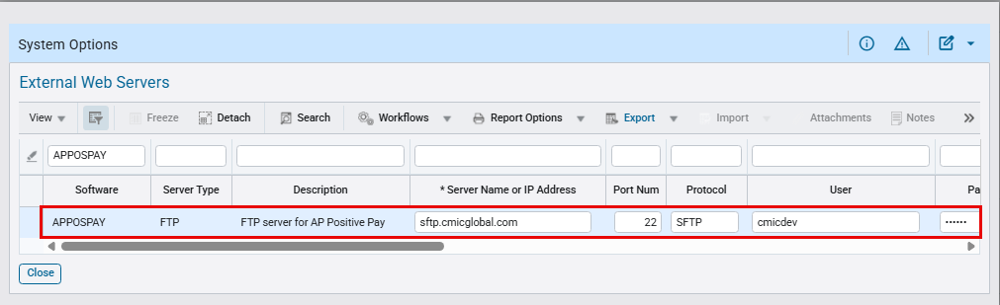 System Options
External Web Servers
View Freeze Detach Search Workflows Report Options Export Import Attachments Notes
APPOSPAY
Software Server Type Description * Server Name or IP Address Port Num Protocol User Pa
APPOSPAY FTP FTP server for AP Positive Pay sftp.cmicglobal.com 22 SFTP cmicdev ••••••
Close